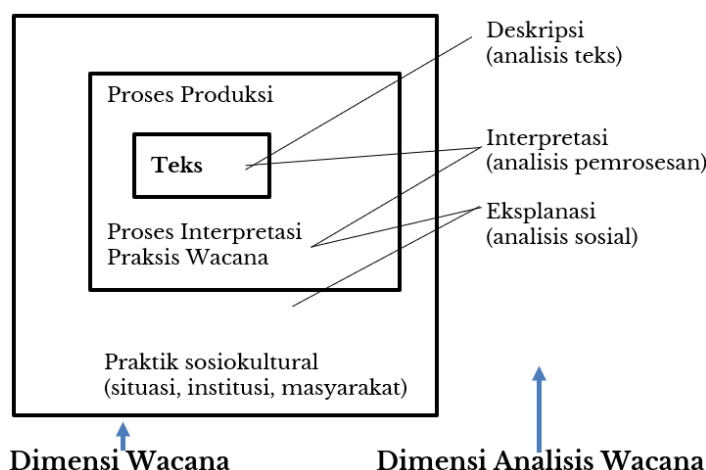 Deskripsi
(analisis teks)
Proses Produksi
Teks
Interpretasi
(analisis pemrosesan)
Proses Interpretasi
Praksis Wacana
Eksplanasi
(analisis sosial)
Praktik sosiokultural
(situasi, institusi, masyarakat)
Dimensi Wacana
Dimensi Analisis Wacana